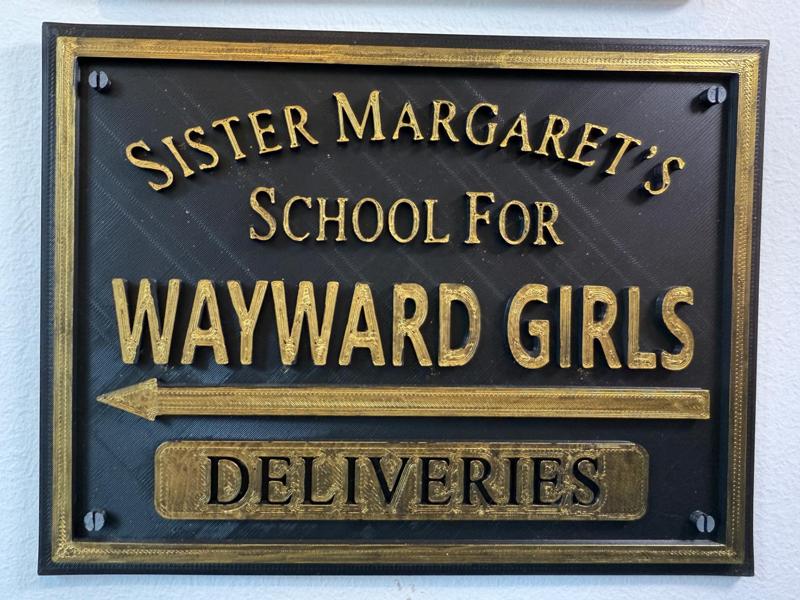 Sister Margaret's
School For
WAYWARD GIRLS
DELIVERIES